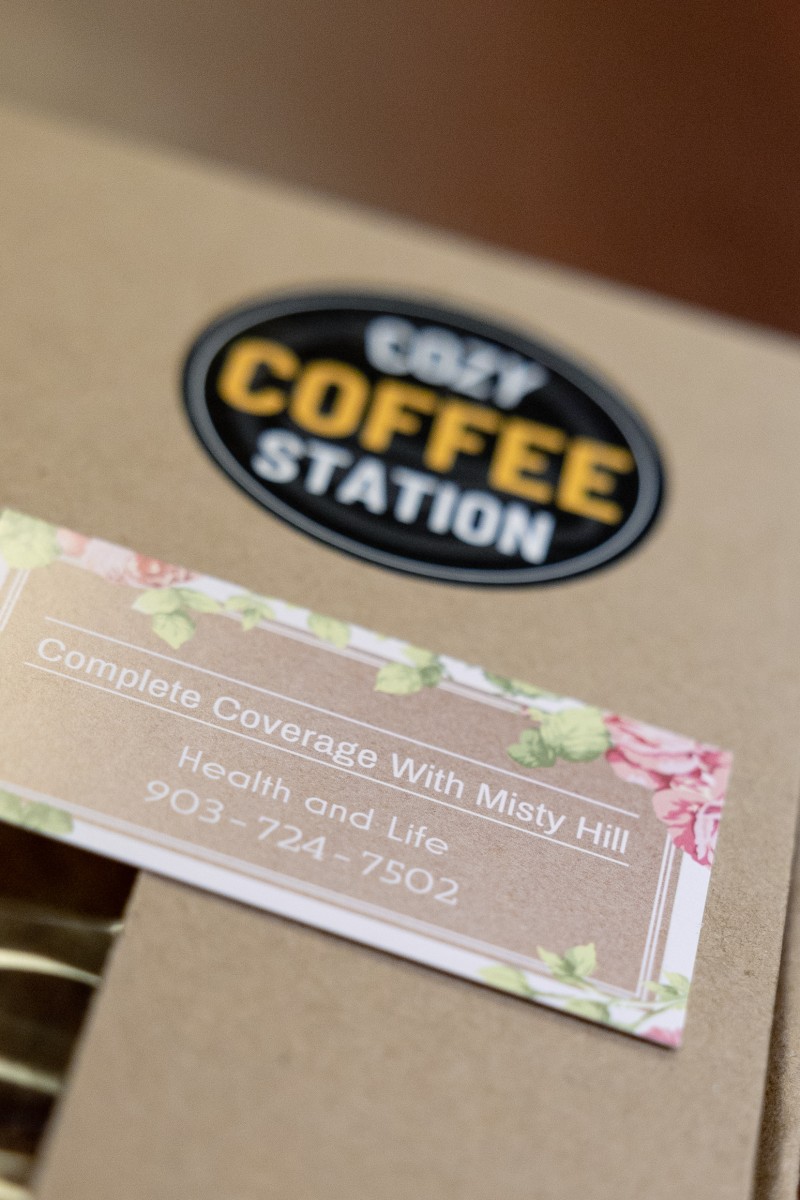 COZY
COFFEE
STATION
Complete Coverage With Misty Hill
Health and Life
903-724-7502